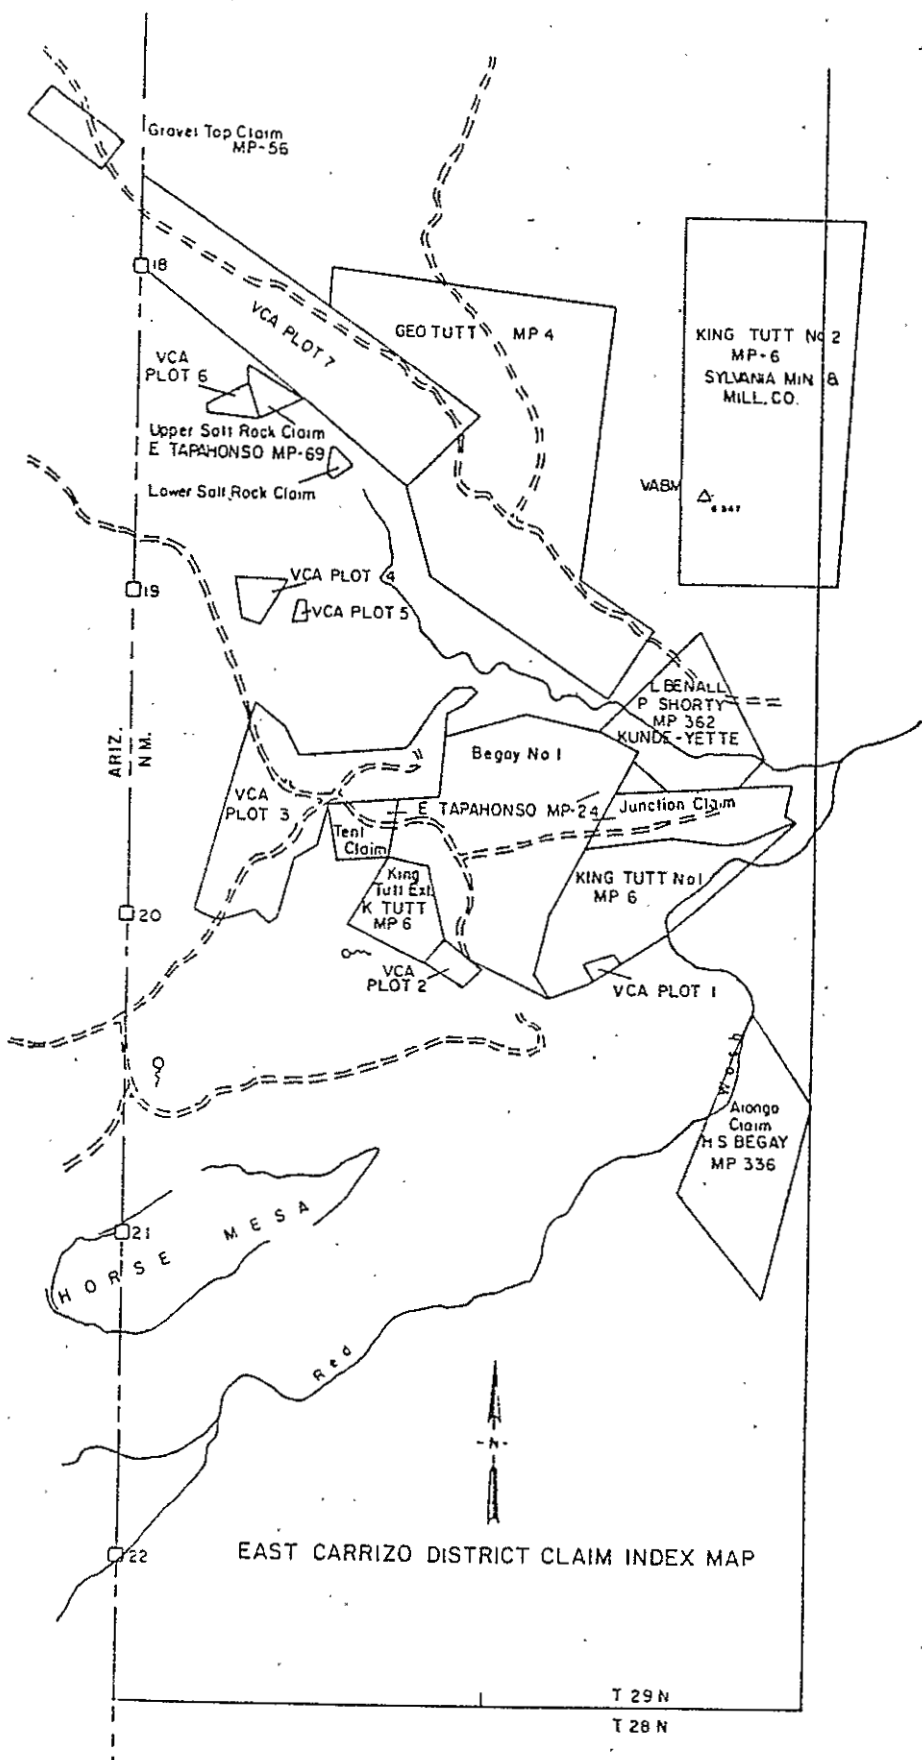 Gravel Top Claim
MP-56
18
VCA PLOT 7
GEO TUTT MP 4
KING TUTT No 2
MP-6
SYLVANIA MIN &
MILL. CO.
VCA
PLOT 6
Upper Salt Rock Claim
E TAPAHONSO MP-69
Lower Salt Rock Claim
VABM
6347
VCA PLOT 4
19
VCA PLOT 5
L BENALL
P SHORTY
MP 362
KUNDE-YETTE
ARIZ.
N.M.
Begay No 1
VCA
PLOT 3
E TAPAHONSO MP-24
Junction Claim
Tent
Claim
King
Tutt Ext.
K TUTT
MP 6
KING TUTT No1
MP 6
20
VCA
PLOT 2
VCA PLOT 1
Wash
Alongo
Claim
H S BEGAY
MP 336
21
HORSE MESA
Red
-N-
22
EAST CARRIZO DISTRICT CLAIM INDEX MAP
T 29 N
T 28 N